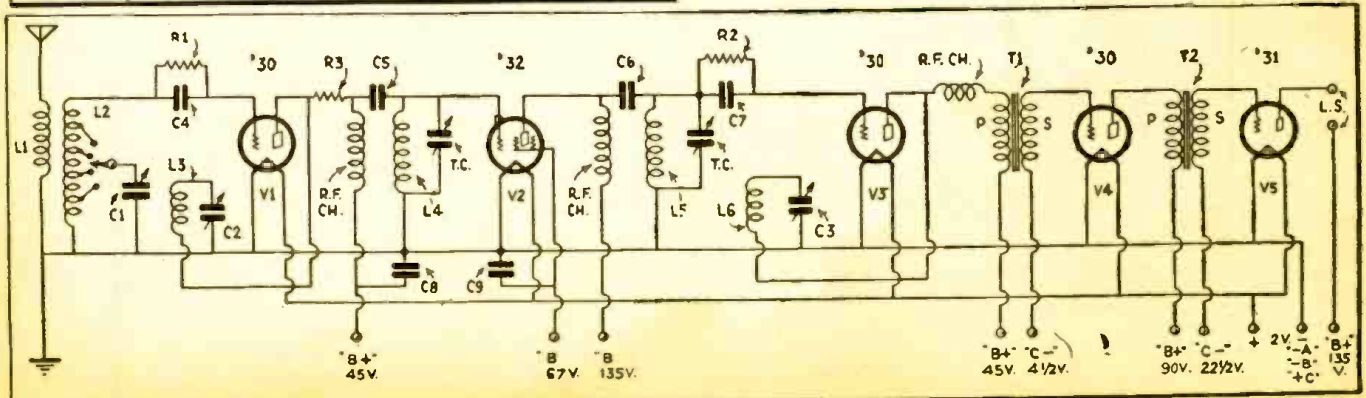 R1 '30 R3 C5 '32 C6 R2 '30 R.F. CH. T1 '30 T2 '31
L2 C4 C7 L.S.
L1 T.C. T.C. P S P S
L3 V1 R.F. CH. V2 R.F. CH. V3 V4 V5
C1 C2 L4 L5 L6 C3
C8 C9
"B+" 45V.
"B 67V.
"B 135V.
"B+" 45V.
"C-" 4 1/2V.
"B+" 90V.
"C-" 22 1/2V.
+ 2V. -
"-A"
"-B"
"+C"
"B+" 135 V.